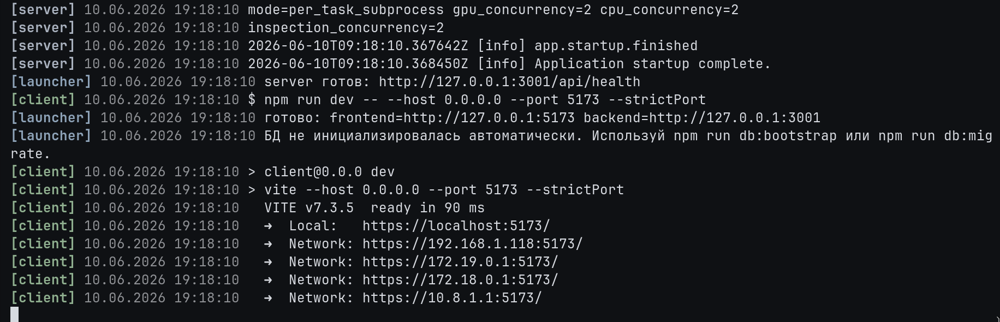 [server] 10.06.2026 19:18:10 mode=per_task_subprocess gpu_concurrency=2 cpu_concurrency=2
[server] 10.06.2026 19:18:10 inspection_concurrency=2
[server] 10.06.2026 19:18:10 2026-06-10T09:18:10.367642Z [info] app.startup.finished
[server] 10.06.2026 19:18:10 2026-06-10T09:18:10.368450Z [info] Application startup complete.
[launcher] 10.06.2026 19:18:10 server готов: http://127.0.0.1:3001/api/health
[client] 10.06.2026 19:18:10 $ npm run dev -- --host 0.0.0.0 --port 5173 --strictPort
[launcher] 10.06.2026 19:18:10 готово: frontend=http://127.0.0.1:5173 backend=http://127.0.0.1:3001
[launcher] 10.06.2026 19:18:10 БД не инициализировалась автоматически. Используй npm run db:bootstrap или npm run db:mig
rate.
[client] 10.06.2026 19:18:10 > client@0.0.0 dev
[client] 10.06.2026 19:18:10 > vite --host 0.0.0.0 --port 5173 --strictPort
[client] 10.06.2026 19:18:10   VITE v7.3.5  ready in 90 ms
[client] 10.06.2026 19:18:10   ➜  Local:   https://localhost:5173/
[client] 10.06.2026 19:18:10   ➜  Network: https://192.168.1.118:5173/
[client] 10.06.2026 19:18:10   ➜  Network: https://172.19.0.1:5173/
[client] 10.06.2026 19:18:10   ➜  Network: https://172.18.0.1:5173/
[client] 10.06.2026 19:18:10   ➜  Network: https://10.8.1.1:5173/